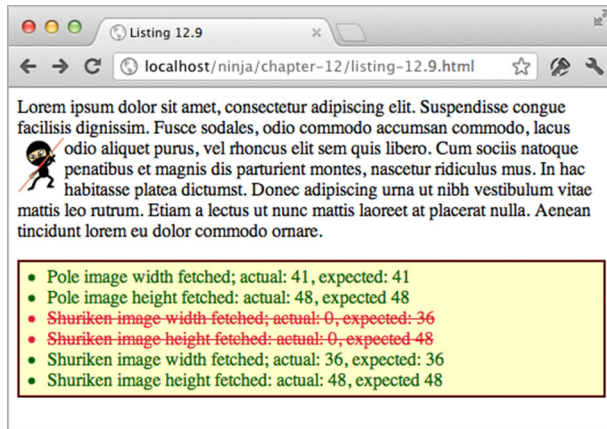 Listing 12.9
localhost/ninja/chapter-12/listing-12.9.html
Lorem ipsum dolor sit amet, consectetur adipiscing elit. Suspendisse congue
facilisis dignissim. Fusce sodales, odio commodo accumsan commodo, lacus
odio aliquet purus, vel rhoncus elit sem quis libero. Cum sociis natoque
penatibus et magnis dis parturient montes, nascetur ridiculus mus. In hac
habitasse platea dictumst. Donec adipiscing urna ut nibh vestibulum vitae
mattis leo rutrum. Etiam a lectus ut nunc mattis laoreet at placerat nulla. Aenean
tincidunt lorem eu dolor commodo ornare.
• Pole image width fetched; actual: 41, expected: 41
• Pole image height fetched: actual: 48, expected 48
• Shuriken image width fetched; actual: 0, expected: 36
• Shuriken image height fetched: actual: 0, expected 48
• Shuriken image width fetched; actual: 36, expected: 36
• Shuriken image height fetched: actual: 48, expected 48